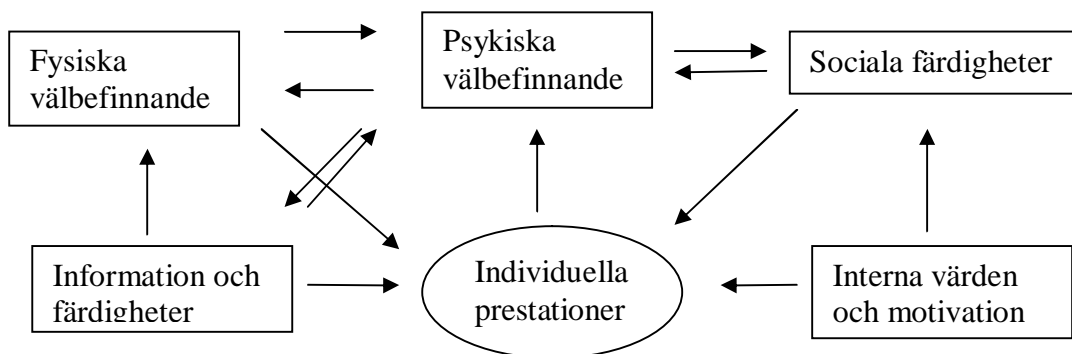 Fysiska
välbefinnande
Psykiska
välbefinnande
Sociala färdigheter
Information och
färdigheter
Individuella
prestationer
Interna värden
och motivation